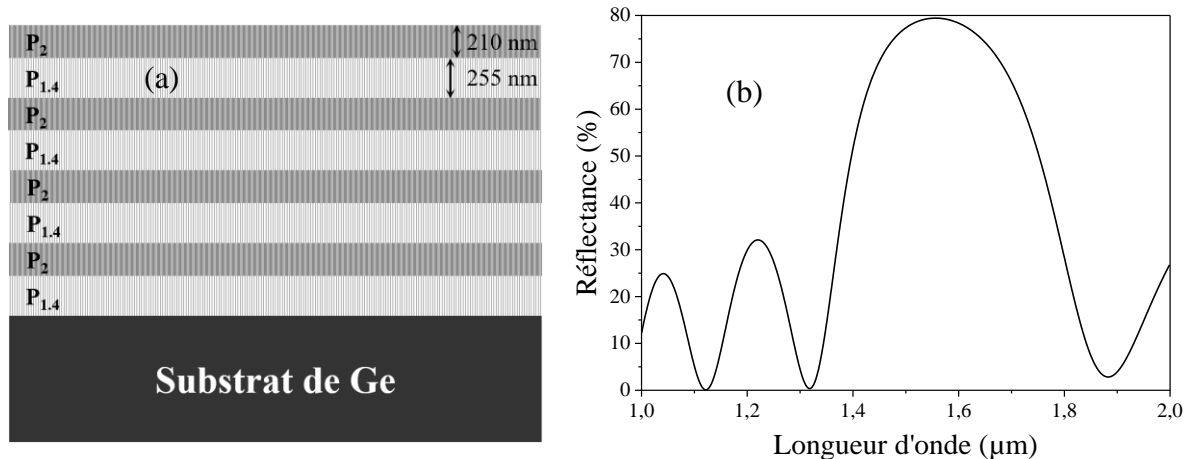 P2
210 nm
P1.4
(a)
255 nm
P2
P1.4
P2
P1.4
P2
P1.4
Substrat de Ge
80
70
60
50
40
30
20
10
0
Réflectance (%)
(b)
1,0 1,2 1,4 1,6 1,8 2,0
Longueur d'onde (µm)